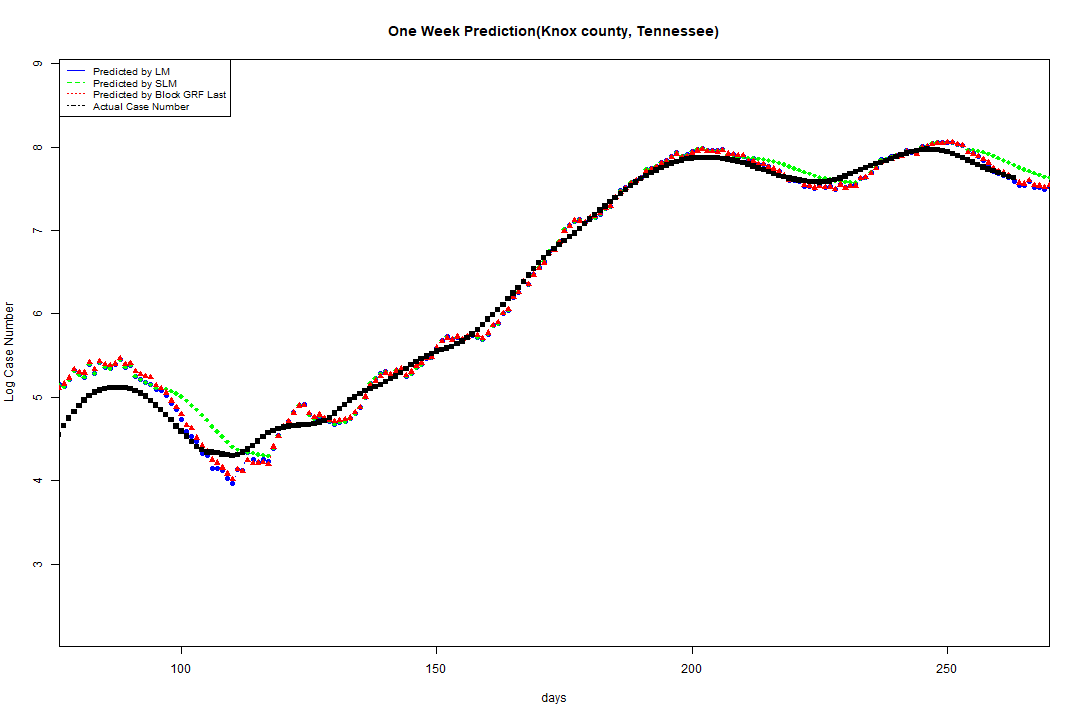 One Week Prediction(Knox county, Tennessee)
Predicted by LM
Predicted by SLM
Predicted by Block GRF Last
Actual Case Number
9
8
7
6
5
4
3
Log Case Number
100 150 200 250
days